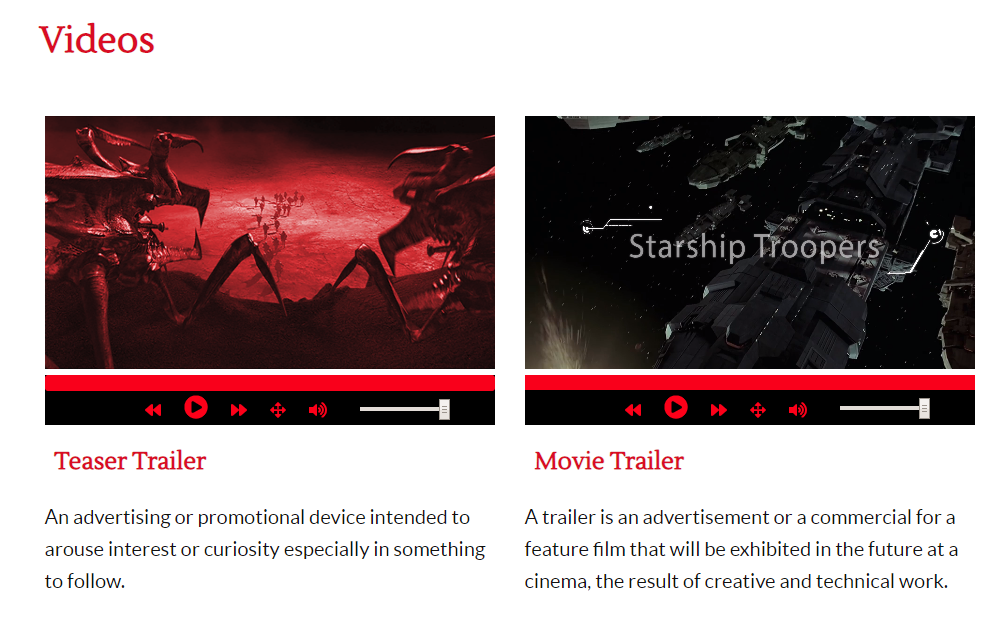 Videos
Starship Troopers
Teaser Trailer
An advertising or promotional device intended to
arouse interest or curiosity especially in something
to follow.
Movie Trailer
A trailer is an advertisement or a commercial for a
feature film that will be exhibited in the future at a
cinema, the result of creative and technical work.